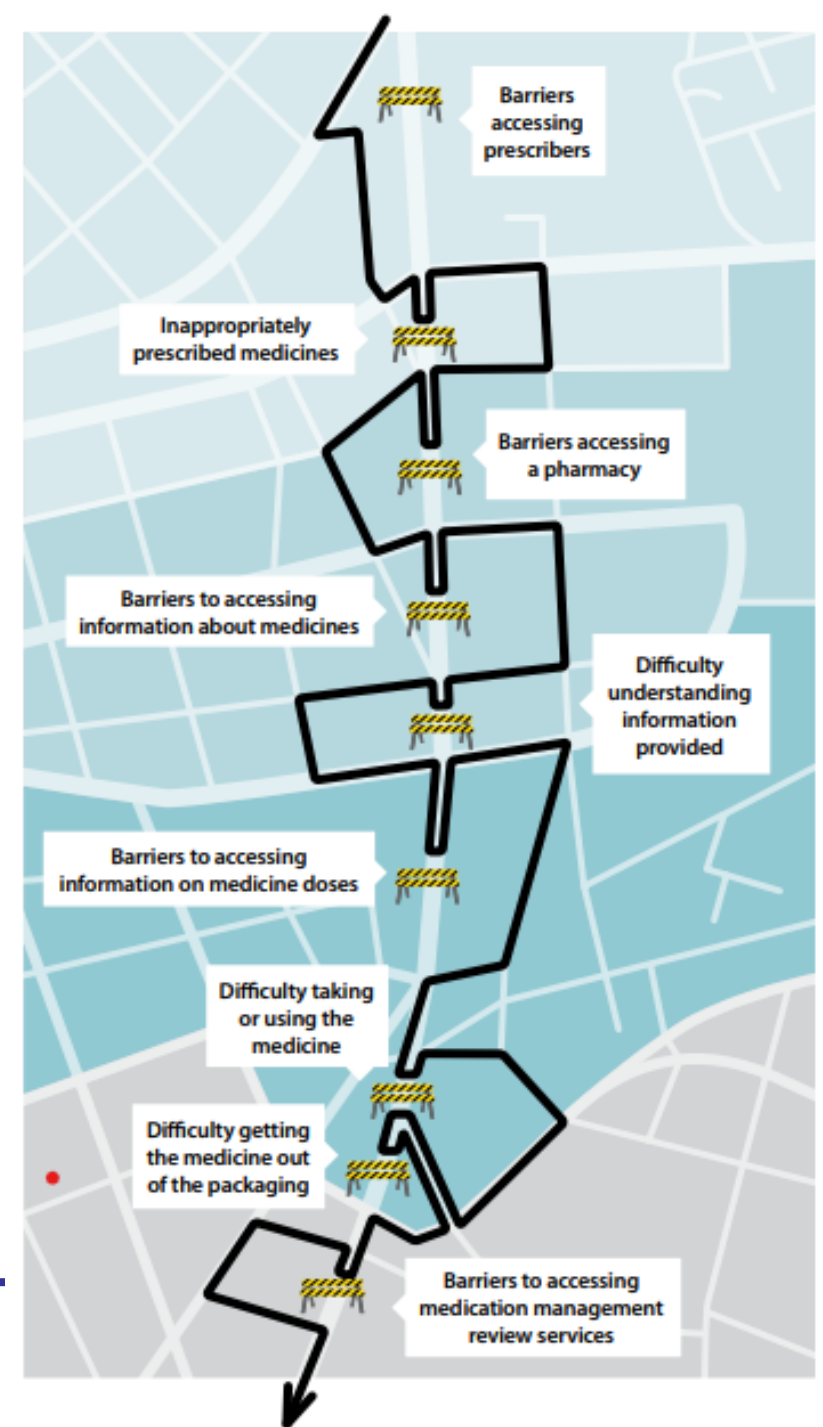 Barriers
accessing
prescribers
Inappropriately
prescribed medicines
Barriers accessing
a pharmacy
Barriers to accessing
information about medicines
Difficulty
understanding
information
provided
Barriers to accessing
information on medicine doses
Difficulty taking
or using the
medicine
Difficulty getting
the medicine out
of the packaging
Barriers to accessing
medication management
review services